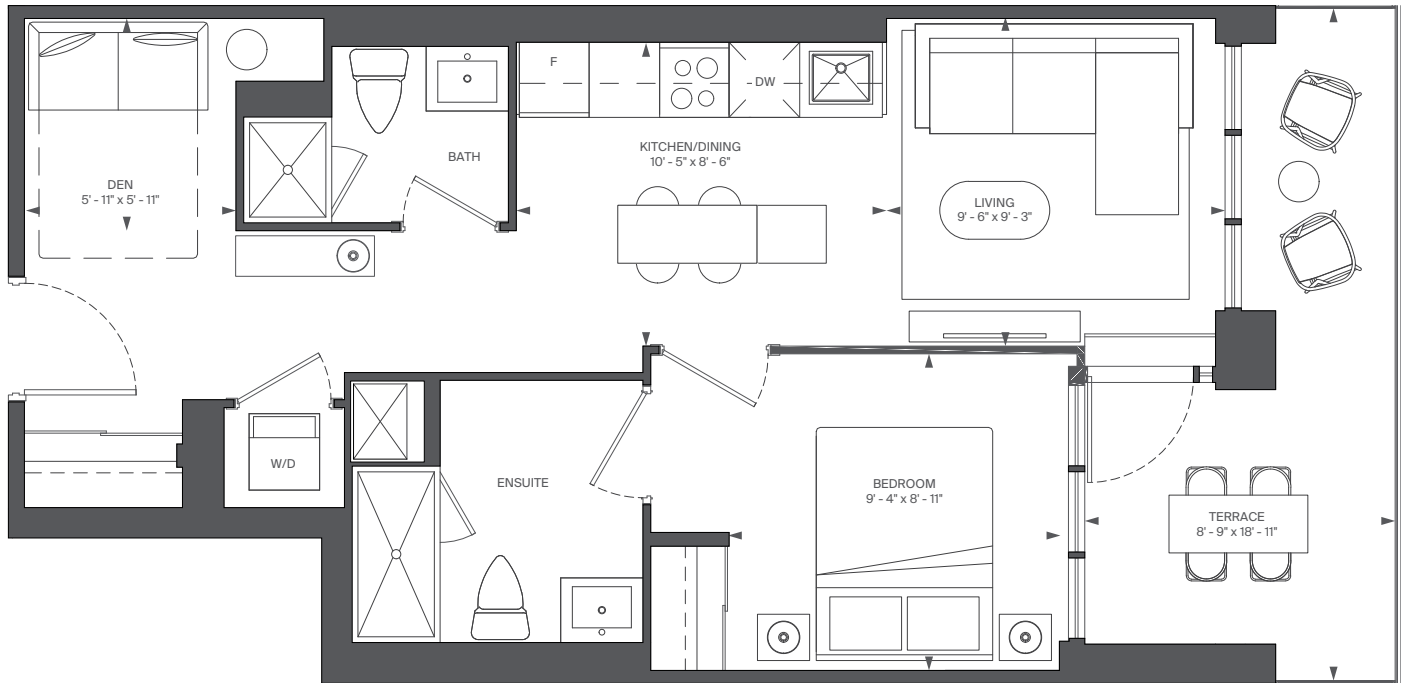 F
DW
BATH
KITCHEN/DINING
10' - 5" x 8' - 6"
DEN
5' - 11" x 5' - 11"
LIVING
9' - 6" x 9' - 3"
W/D
ENSUITE
BEDROOM
9' - 4" x 8' - 11"
TERRACE
8' - 9" x 18' - 11"